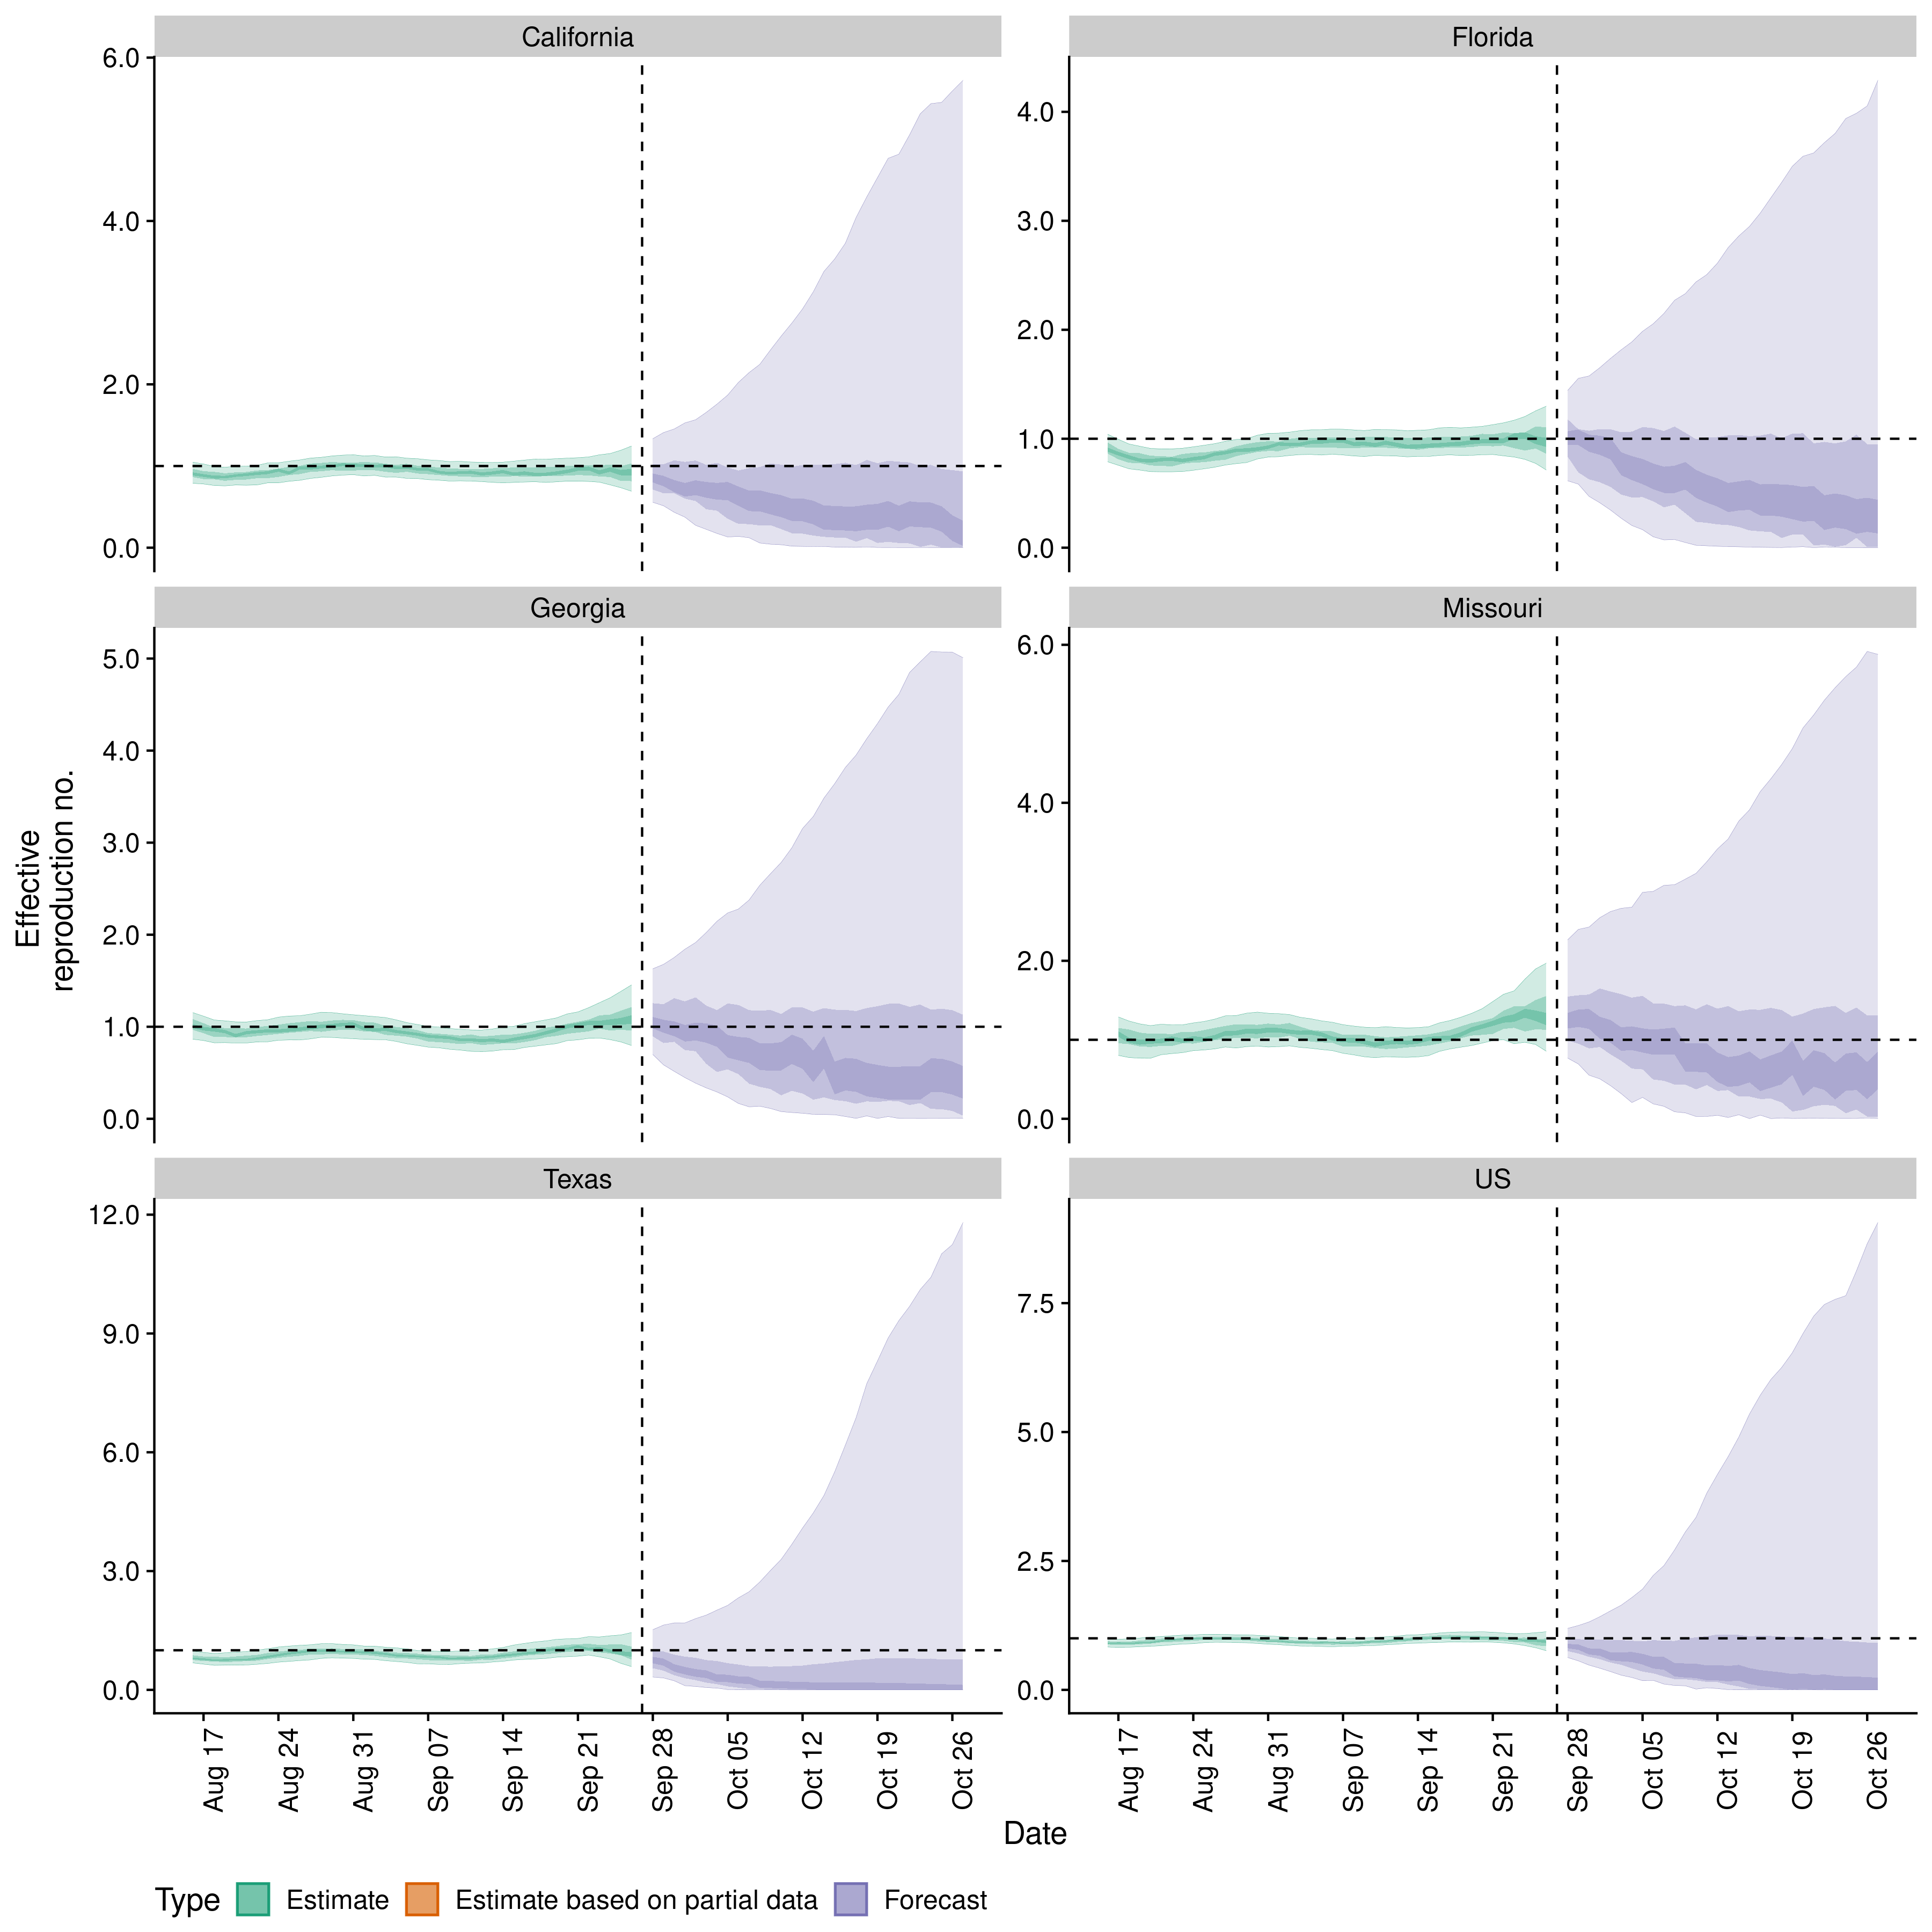 California
Florida
6.0
4.0
2.0
0.0
4.0
3.0
2.0
1.0
0.0
Georgia
Missouri
5.0
4.0
3.0
2.0
1.0
0.0
6.0
4.0
2.0
0.0
Effective
reproduction no.
Texas
US
12.0
9.0
6.0
3.0
0.0
7.5
5.0
2.5
0.0
Aug 17
Aug 24
Aug 31
Sep 07
Sep 14
Sep 21
Sep 28
Oct 05
Oct 12
Oct 19
Oct 26
Aug 17
Aug 24
Aug 31
Sep 07
Sep 14
Sep 21
Sep 28
Oct 05
Oct 12
Oct 19
Oct 26
Date
Type Estimate Estimate based on partial data Forecast